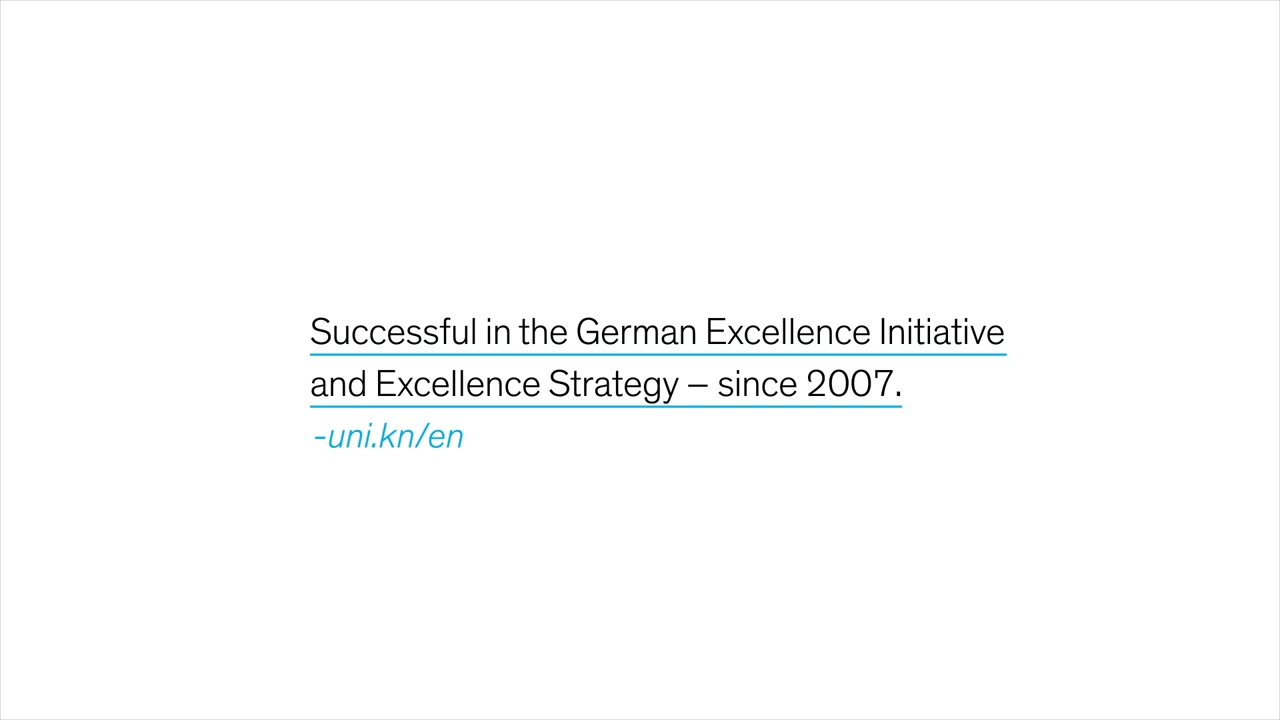 Successful in the German Excellence Initiative
and Excellence Strategy – since 2007.
-uni.kn/en